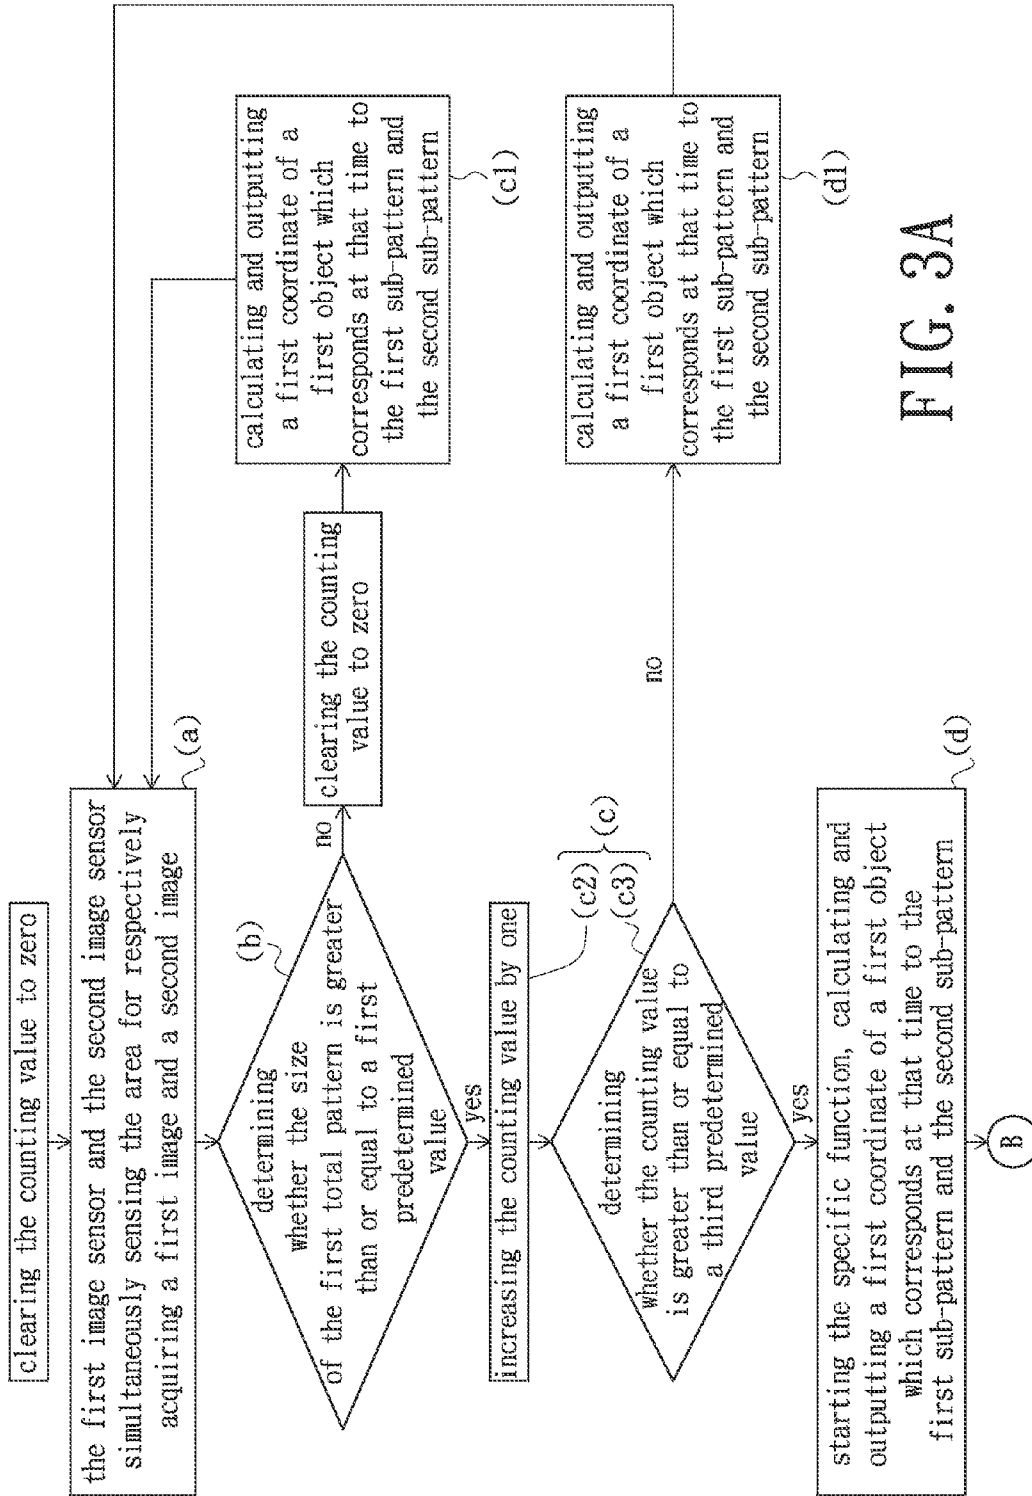 clearing the counting value to zero
the first image sensor and the second image sensor
simultaneously sensing the area for respectively
acquiring a first image and a second image
(a)
determining
whether the size
of the first total pattern is greater
than or equal to a first
predetermined
value
(b)
no
clearing the counting
value to zero
calculating and outputting
a first coordinate of a
first object which
corresponds at that time to
the first sub-pattern and
the second sub-pattern
(c1)
yes
increasing the counting value by one
(c2)
(c3)
(c)
determining
whether the counting value
is greater than or equal to
a third predetermined
value
no
calculating and outputting
a first coordinate of a
first object which
corresponds at that time to
the first sub-pattern and
the second sub-pattern
(d1)
yes
starting the specific function, calculating and
outputting a first coordinate of a first object
which corresponds at that time to the
first sub-pattern and the second sub-pattern
(d)
B
FIG. 3A